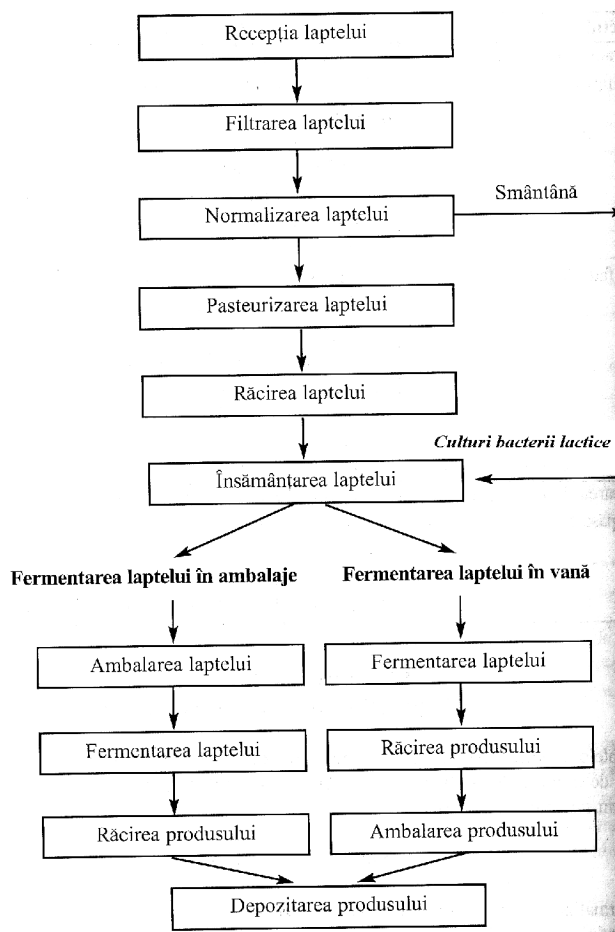 Recepția laptelui
Filtrarea laptelui
Normalizarea laptelui
Smântână
Pasteurizarea laptelui
Răcirea laptelui
Culturi bacterii lactice
Însămânțarea laptelui
Fermentarea laptelui în ambalaje
Fermentarea laptelui în vană
Ambalarea laptelui
Fermentarea laptelui
Fermentarea laptelui
Răcirea produsului
Răcirea produsului
Ambalarea produsului
Depozitarea produsului